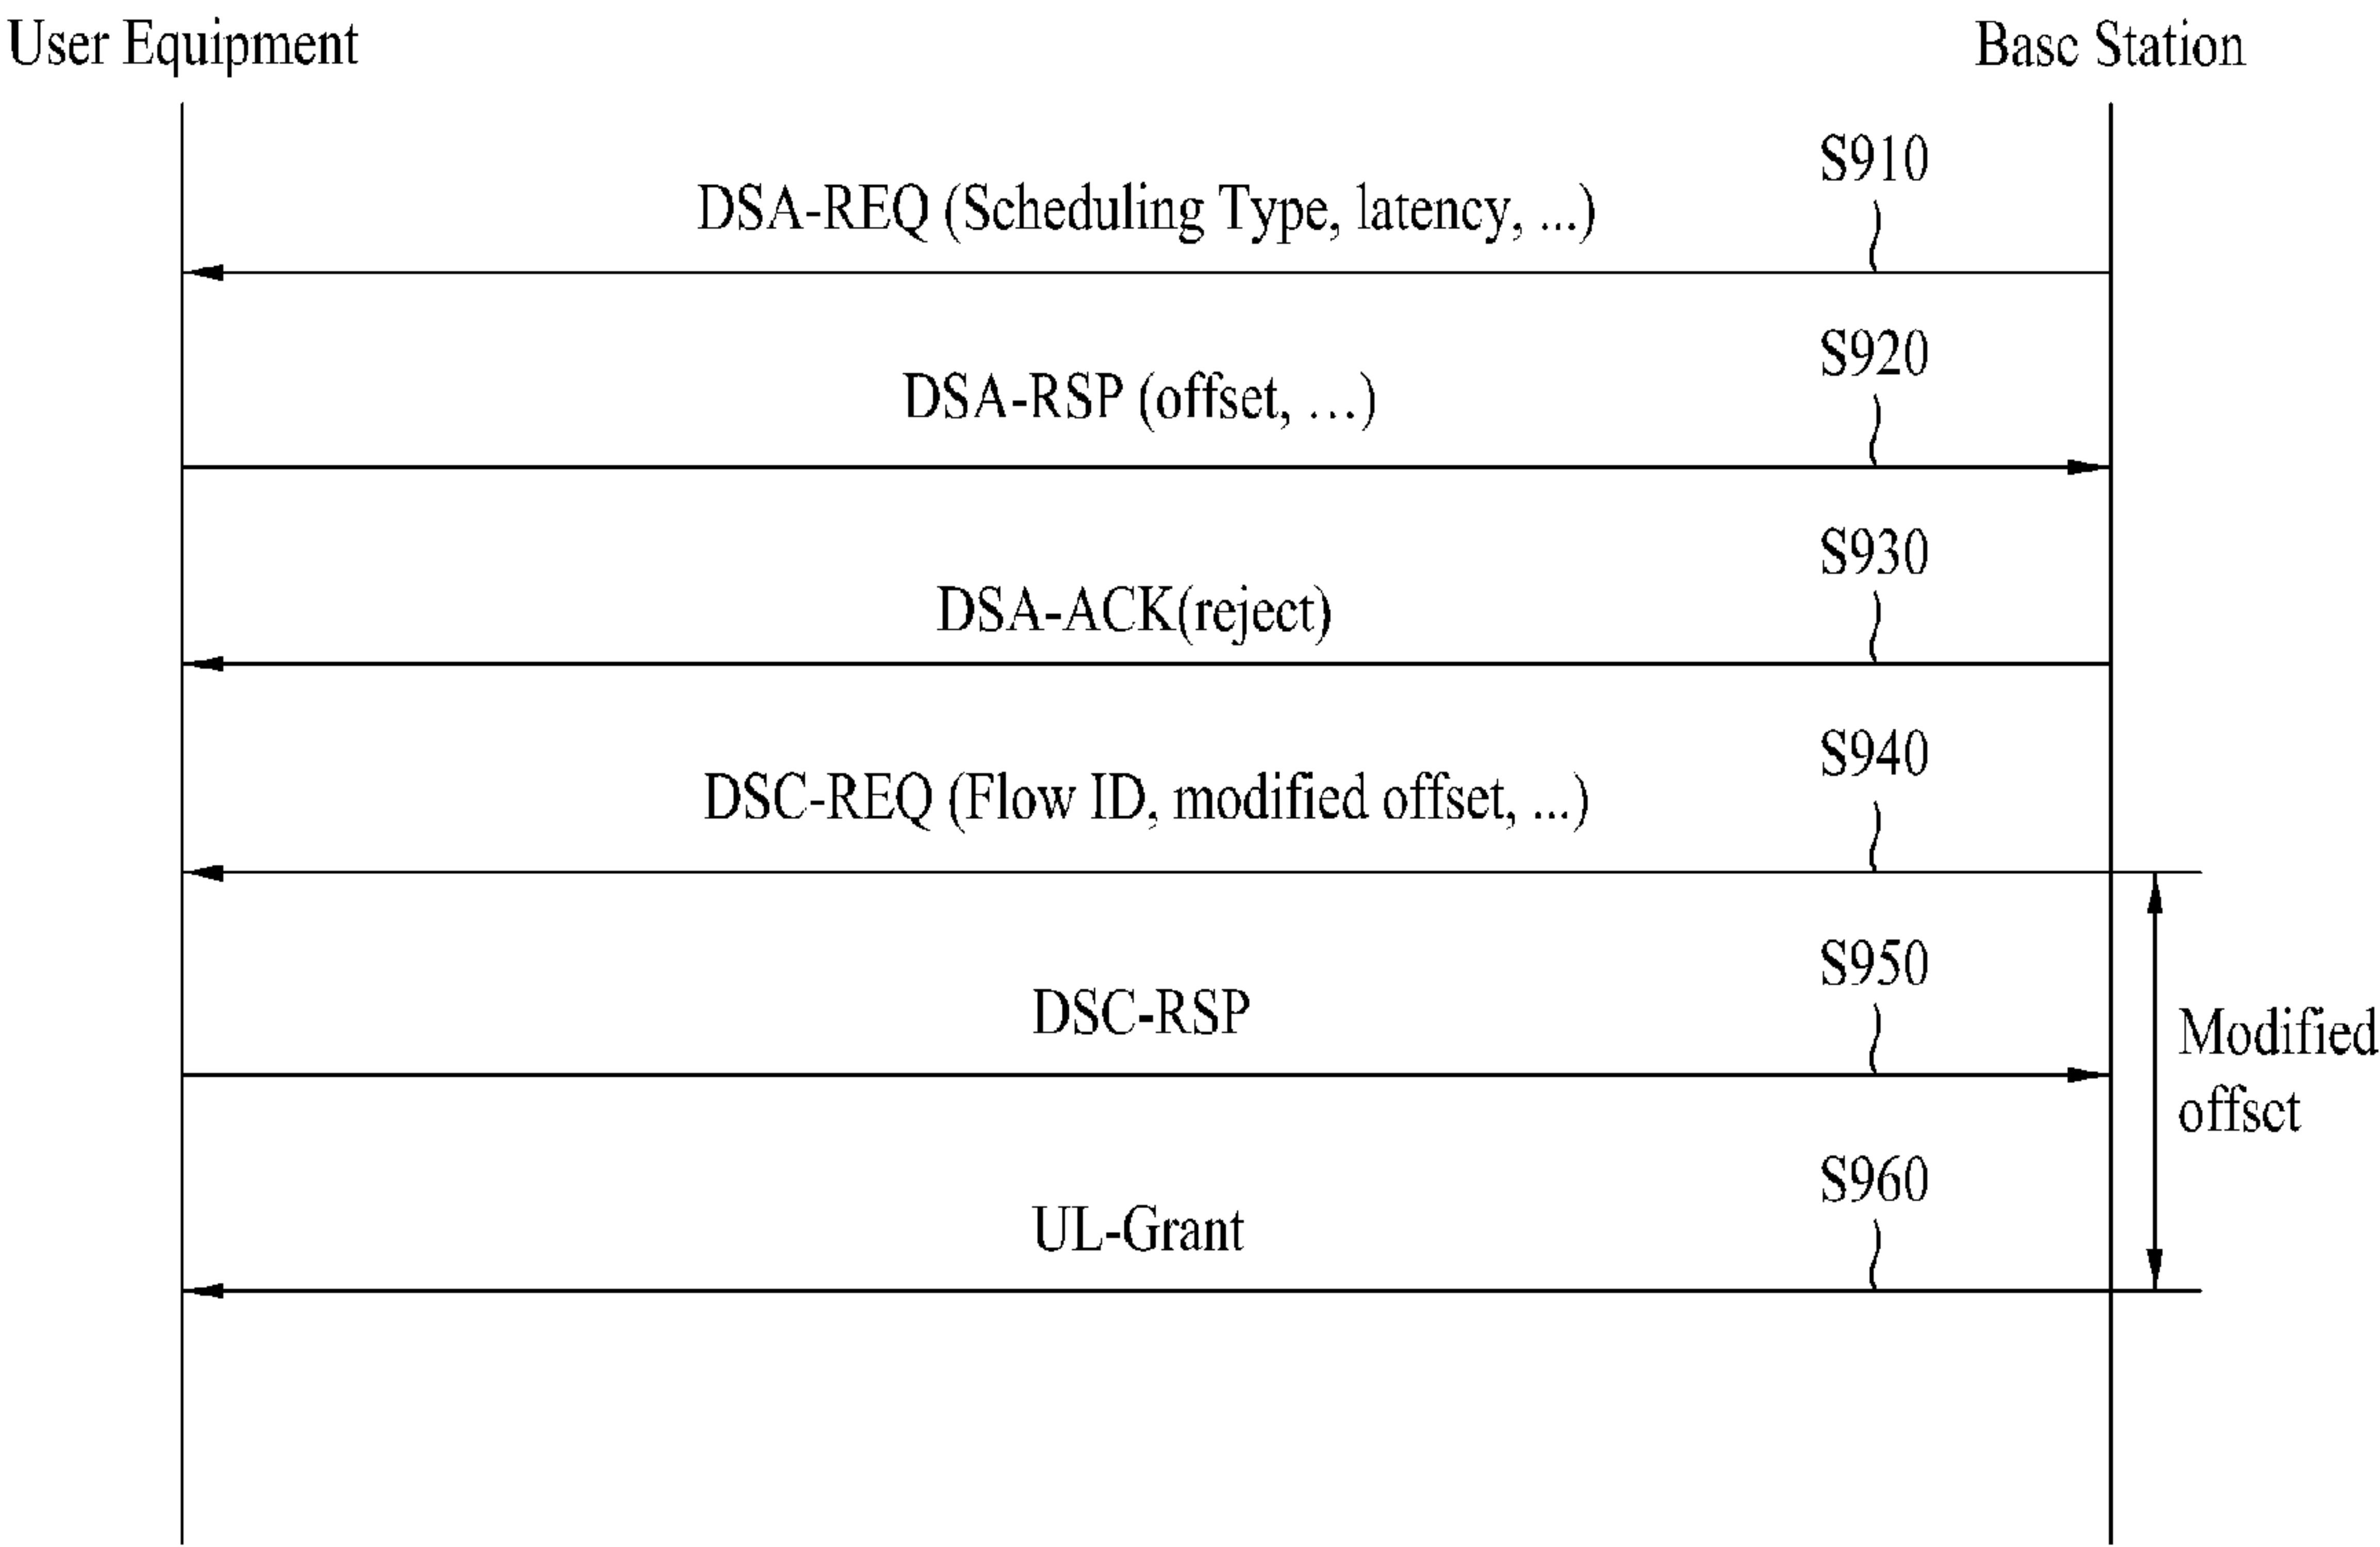 User Equipment
Basc Station
S910
DSA-REQ (Scheduling Type, latency, ...)
S920
DSA-RSP (offset, ...)
S930
DSA-ACK(reject)
S940
DSC-REQ (Flow ID, modified offset, ...)
S950
DSC-RSP
Modified
offsct
S960
UL-Grant